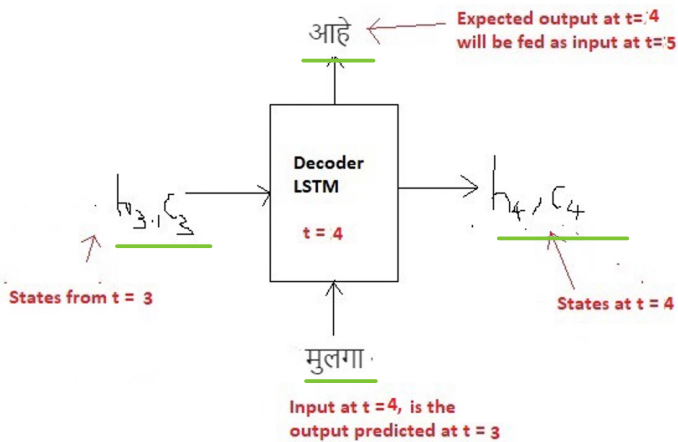 आहे
Expected output at t= 4
will be fed as input at t=5
Decoder
LSTM
t = 4
h3, C3
h4, C4
States from t = 3
States at t = 4
मुलगा
Input at t =4, is the
output predicted at t = 3